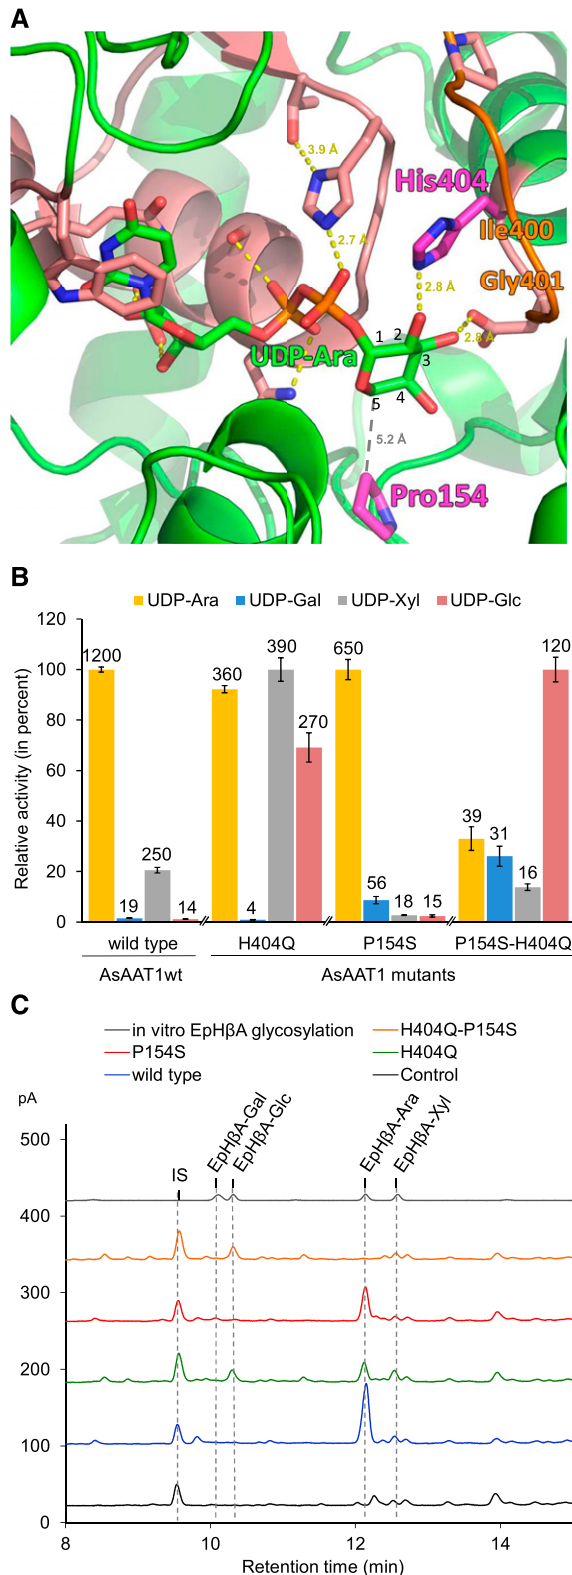 A
3.9 Å
His404
2.7 Å
Ile400
2.8 Å
Gly401
UDP-Ara
1 2
3
2.8 Å
4
5
5.2 Å
Pro154
B
UDP-Ara UDP-Gal UDP-Xyl UDP-Glc
Relative activity (in percent)
120
100
80
60
40
20
0
1200 19 250 14
360 4 390 270
650 56 18 15
39 31 16 120
wild type H404Q P154S P154S-H404Q
AsAAT1wt AsAAT1 mutants
C
in vitro EpHβA glycosylation H404Q-P154S
P154S H404Q
wild type Control
pA
500
400
300
200
100
0
IS
EpHβA-Gal
EpHβA-Glc
EpHβA-Ara
EpHβA-Xyl
8 10 12 14
Retention time (min)